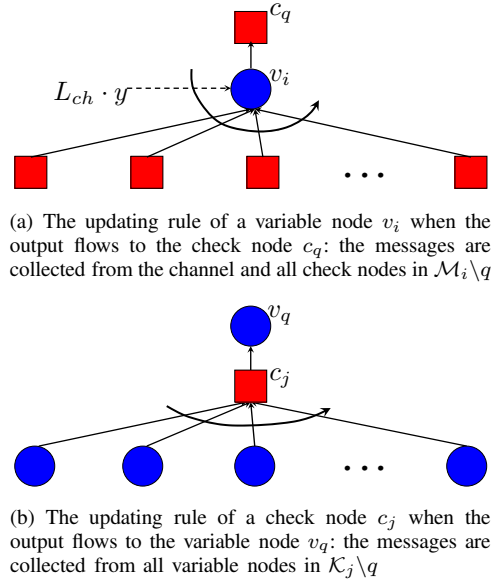 c_q
v_i
L_{ch} · y
· · ·
(a) The updating rule of a variable node v_i when the
output flows to the check node c_q: the messages are
collected from the channel and all check nodes in ℳ_i\q
v_q
c_j
· · ·
(b) The updating rule of a check node c_j when the
output flows to the variable node v_q: the messages are
collected from all variable nodes in 𝒦_j\q